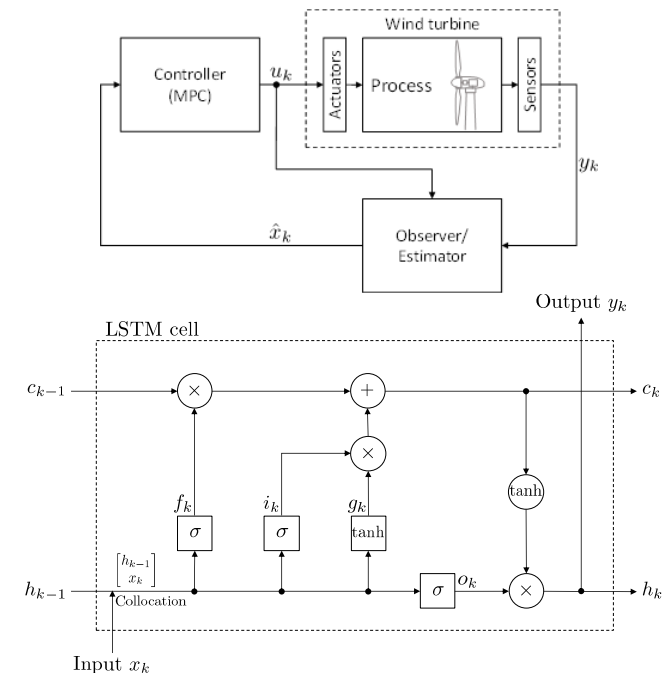 Wind turbine
Controller
(MPC)
u_k
Actuators
Process
Sensors
y_k
x̂_k
Observer/
Estimator
Output y_k
LSTM cell
c_{k−1}
×
+
c_k
×
tanh
f_k
i_k
g_k
σ
σ
tanh
[h_{k−1}
x_k]
h_{k−1}
Collocation
σ
o_k
×
h_k
Input x_k